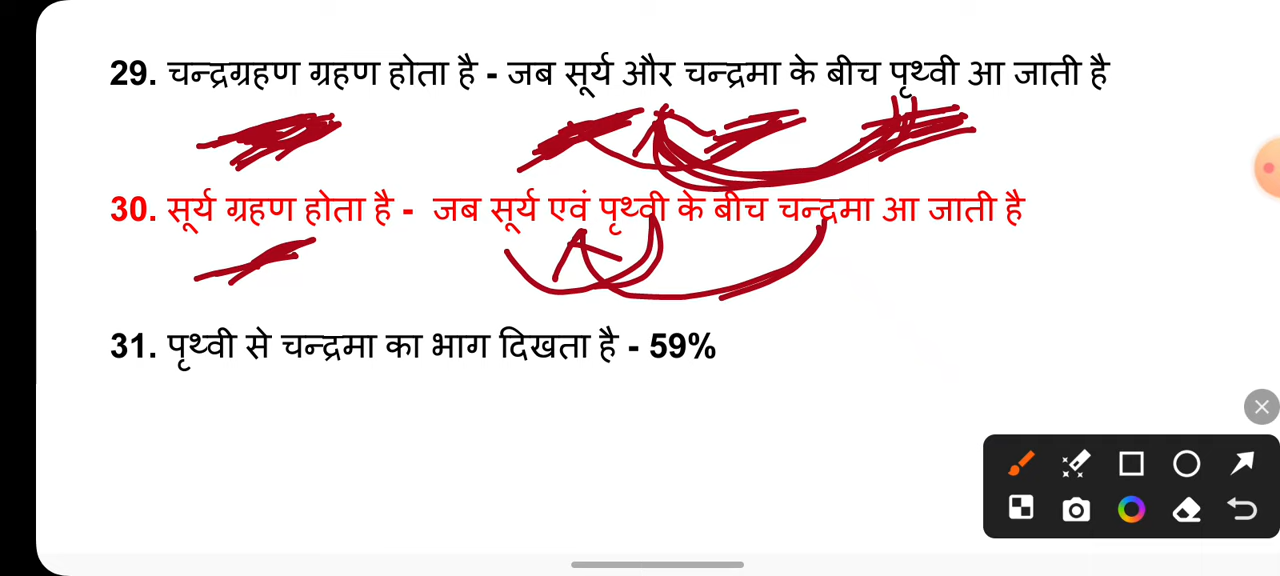 29. चन्द्रग्रहण ग्रहण होता है - जब सूर्य और चन्द्रमा के बीच पृथ्वी आ जाती है
30. सूर्य ग्रहण होता है - जब सूर्य एवं पृथ्वी के बीच चन्द्रमा आ जाती है
31. पृथ्वी से चन्द्रमा का भाग दिखता है - 59%